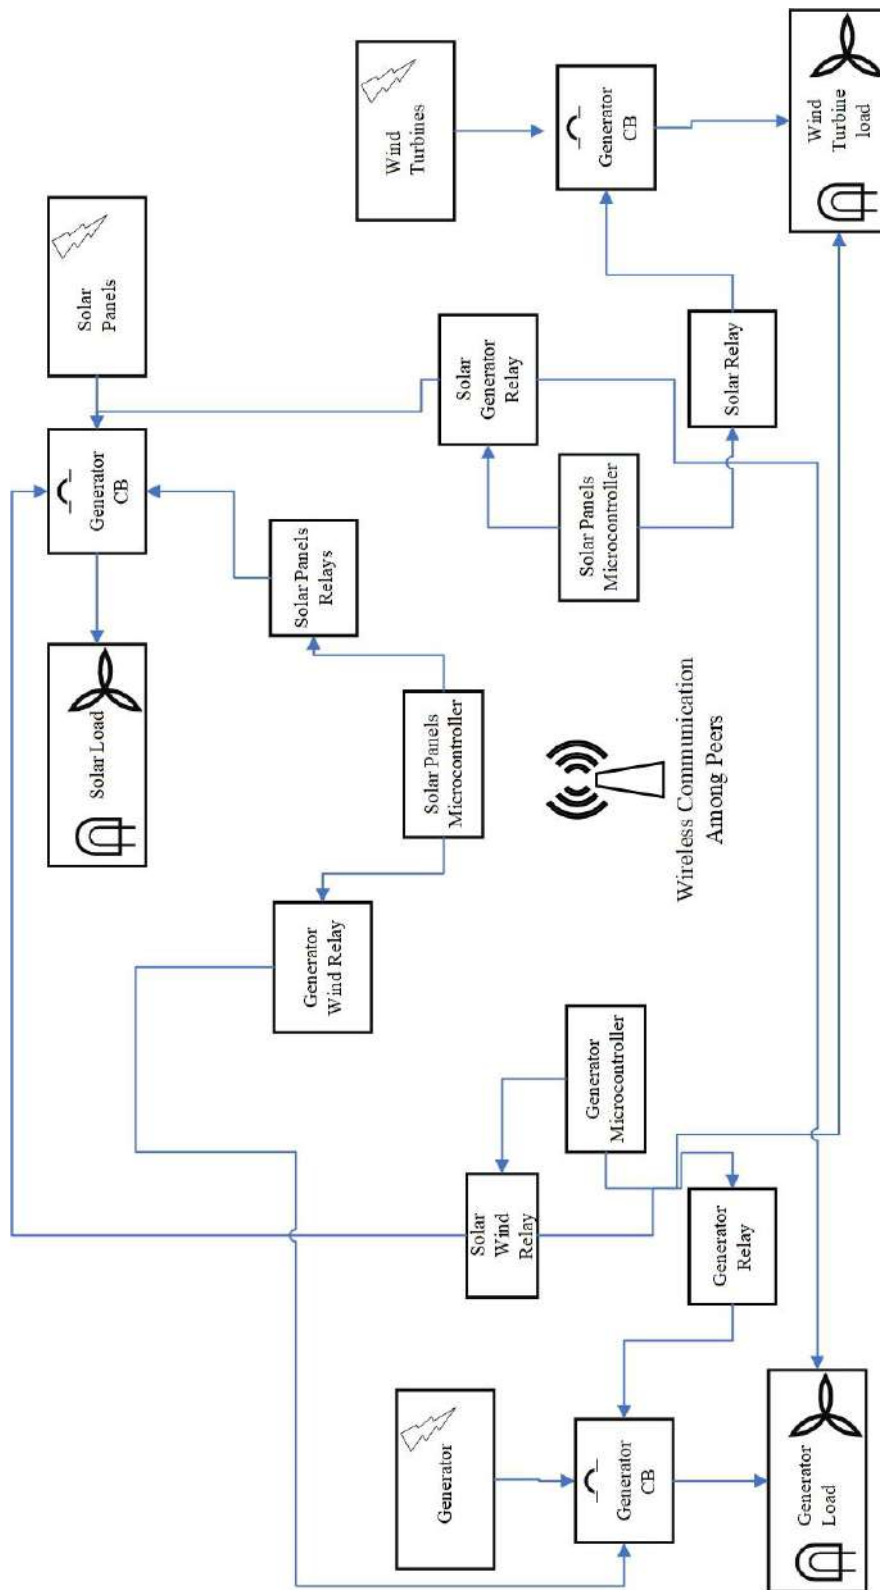 Solar
Panels
Generator
CB
Solar Load
Wind
Turbines
Generator
CB
Wind
Turbine
load
Solar
Generator
Relay
Solar Relay
Solar Panels
Microcontroller
Solar Panels
Relays
Solar Panels
Microcontroller
Wireless Communication
Among Peers
Generator
Wind Relay
Generator
Microcontroller
Solar
Wind
Relay
Generator
Relay
Generator
Generator
CB
Generator
Load